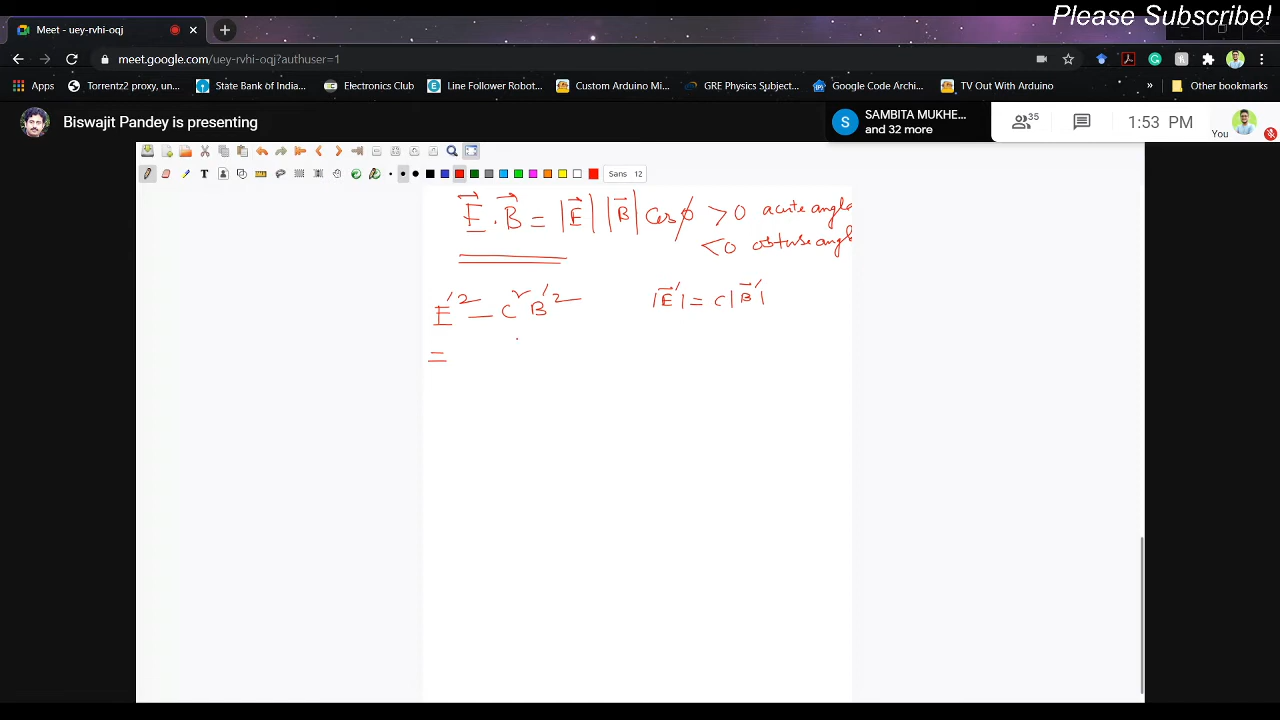 Please Subscribe!
Meet - uey-rvhi-oqj
meet.google.com/uey-rvhi-oqj?authuser=1
Apps Torrentz2 proxy, un... State Bank of India... Electronics Club Line Follower Robot... Custom Arduino Mi... GRE Physics Subject... Google Code Archi... TV Out With Arduino » Other bookmarks
Biswajit Pandey is presenting
S SAMBITA MUKHE... and 32 more
35
1:53 PM
You
Sans 12
E⃗ · B⃗ = |E⃗| |B⃗| cos φ > 0 acute angle
< 0 obtuse angle
E'² − c² B'² |E⃗'| = c|B⃗'|
=